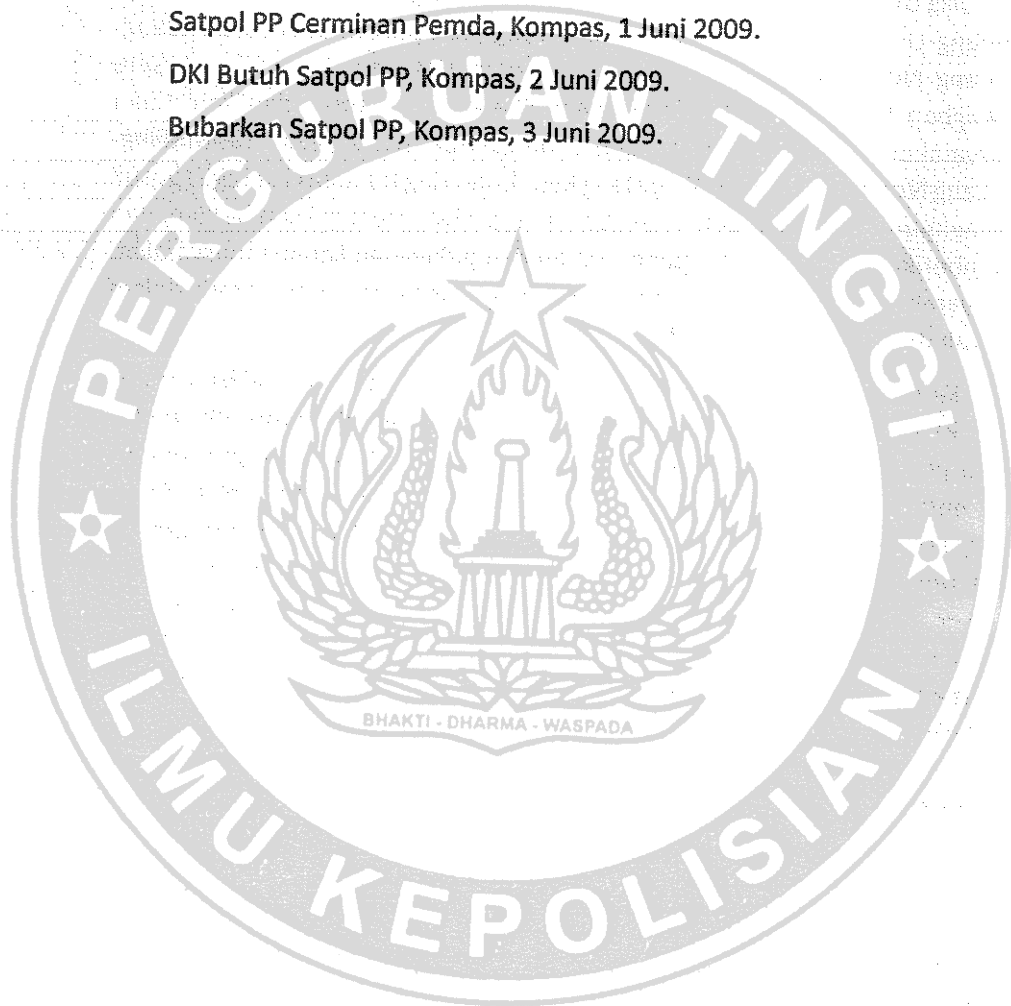 Satpol PP Cerminan Pemda, Kompas, 1 Juni 2009.
DKI Butuh Satpol PP, Kompas, 2 Juni 2009.
Bubarkan Satpol PP, Kompas, 3 Juni 2009.
PERGURUAN TINGGI
BHAKTI - DHARMA - WASPADA
ILMU KEPOLISIAN